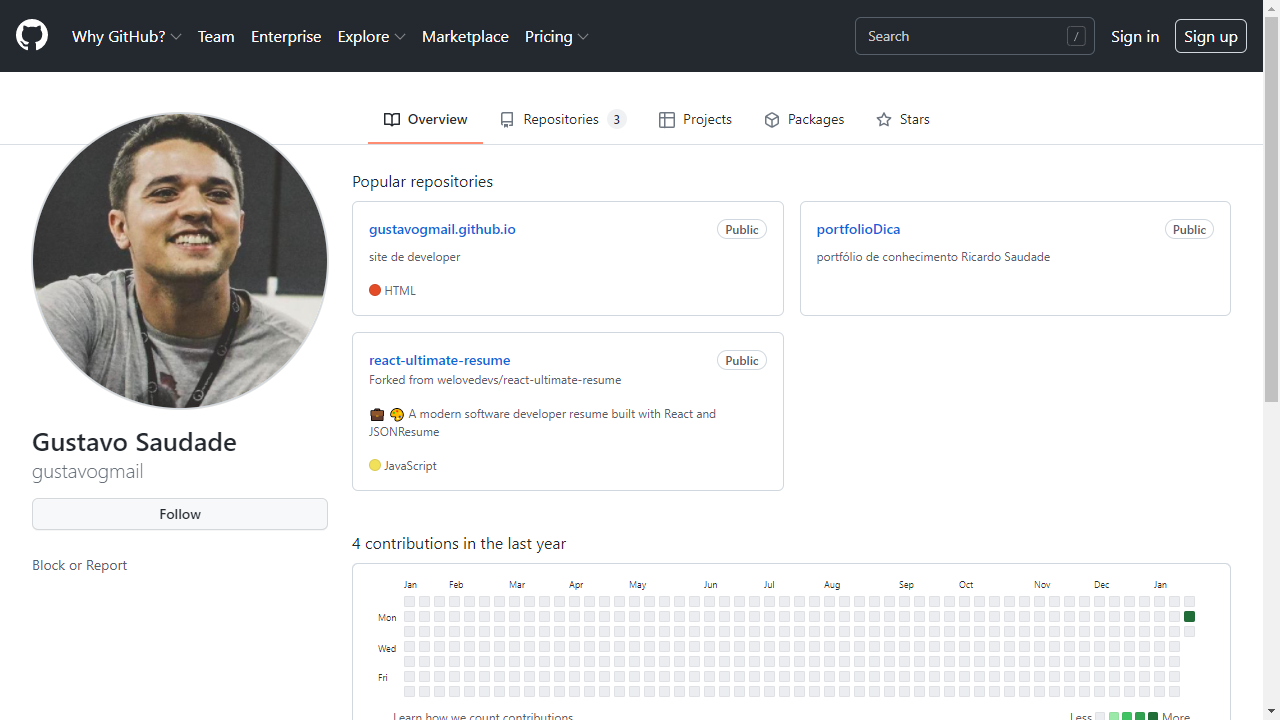 Why GitHub? Team Enterprise Explore Marketplace Pricing Search / Sign in Sign up
Overview Repositories 3 Projects Packages Stars
Gustavo Saudade
gustavogmail
Follow
Block or Report
Popular repositories
gustavogmail.github.io Public
site de developer
HTML
portfolioDica Public
portfólio de conhecimento Ricardo Saudade
react-ultimate-resume Public
Forked from welovedevs/react-ultimate-resume
💼 🎨 A modern software developer resume built with React and
JSONResume
JavaScript
4 contributions in the last year
Jan Feb Mar Apr May Jun Jul Aug Sep Oct Nov Dec Jan
Mon
Wed
Fri
Learn how we count contributions Less More